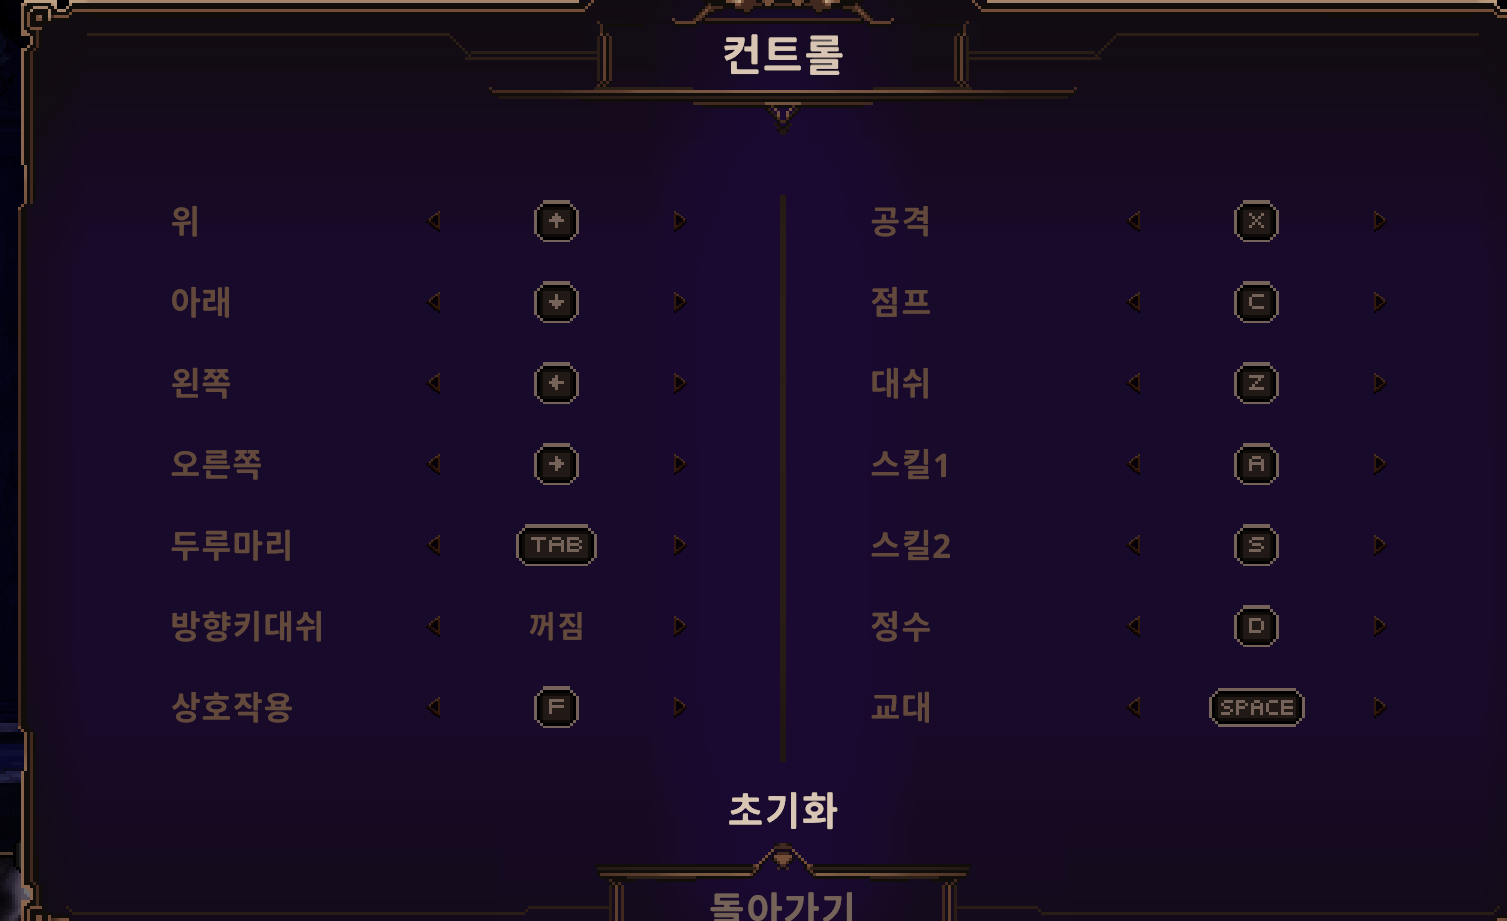 컨트롤
위 ↑
아래 ↓
왼쪽 ←
오른쪽 →
두루마리 TAB
방향키대쉬 꺼짐
상호작용 F
공격 X
점프 C
대쉬 Z
스킬1 A
스킬2 S
정수 D
교대 SPACE
초기화
돌아가기